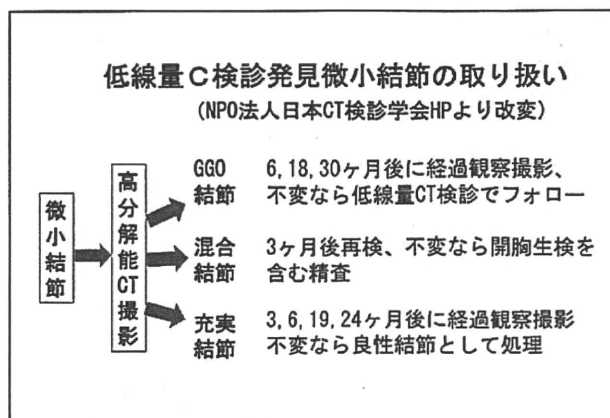 低線量C検診発見微小結節の取り扱い
(NPO法人日本CT検診学会HPより改変)
微小結節
高分解能CT撮影
GGO
結節
6,18,30ヶ月後に経過観察撮影、
不変なら低線量CT検診でフォロー
混合
結節
3ヶ月後再検、不変なら開胸生検を
含む精査
充実
結節
3,6,19,24ヶ月後に経過観察撮影
不変なら良性結節として処理